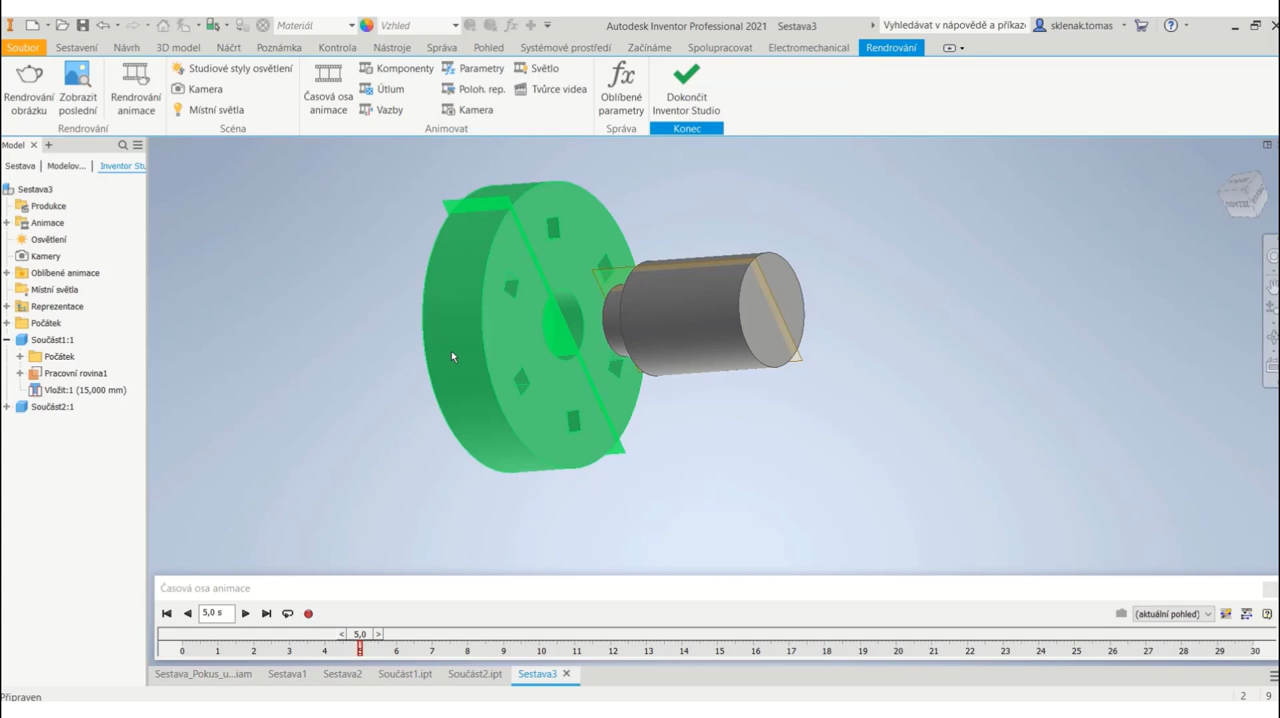 Materiál Vzhled Autodesk Inventor Professional 2021 Sestava3 Vyhledávat v nápovědě a příkaze sklenak.tomas
Soubor Sestavení Návrh 3D model Náčrt Poznámka Kontrola Nástroje Správa Pohled Systémové prostředí Začínáme Spolupracovat Electromechanical Rendrování
Rendrování obrázku
Zobrazit poslední
Rendrování animace
Rendrování
Studiové styly osvětlení
Kamera
Místní světla
Scéna
Časová osa animace
Komponenty
Útlum
Vazby
Parametry
Poloh. rep.
Kamera
Světlo
Tvůrce videa
Animovat
fx
Oblíbené parametry
Správa
Dokončit Inventor Studio
Konec
Model
Sestava Modelov... Inventor Stu
Sestava3
Produkce
Animace
Osvětlení
Kamery
Oblíbené animace
Místní světla
Reprezentace
Počátek
Součást1:1
Počátek
Pracovní rovina1
Vložit:1 (15,000 mm)
Součást2:1
Časová osa animace
5,0 s (aktuální pohled)
< 5,0 >
0 1 2 3 4 5 6 7 8 9 10 11 12 13 14 15 16 17 18 19 20 21 22 23 24 25 26 27 28 29 30
Sestava_Pokus_u...iam Sestava1 Sestava2 Součást1.ipt Součást2.ipt Sestava3
Připraven 2 9